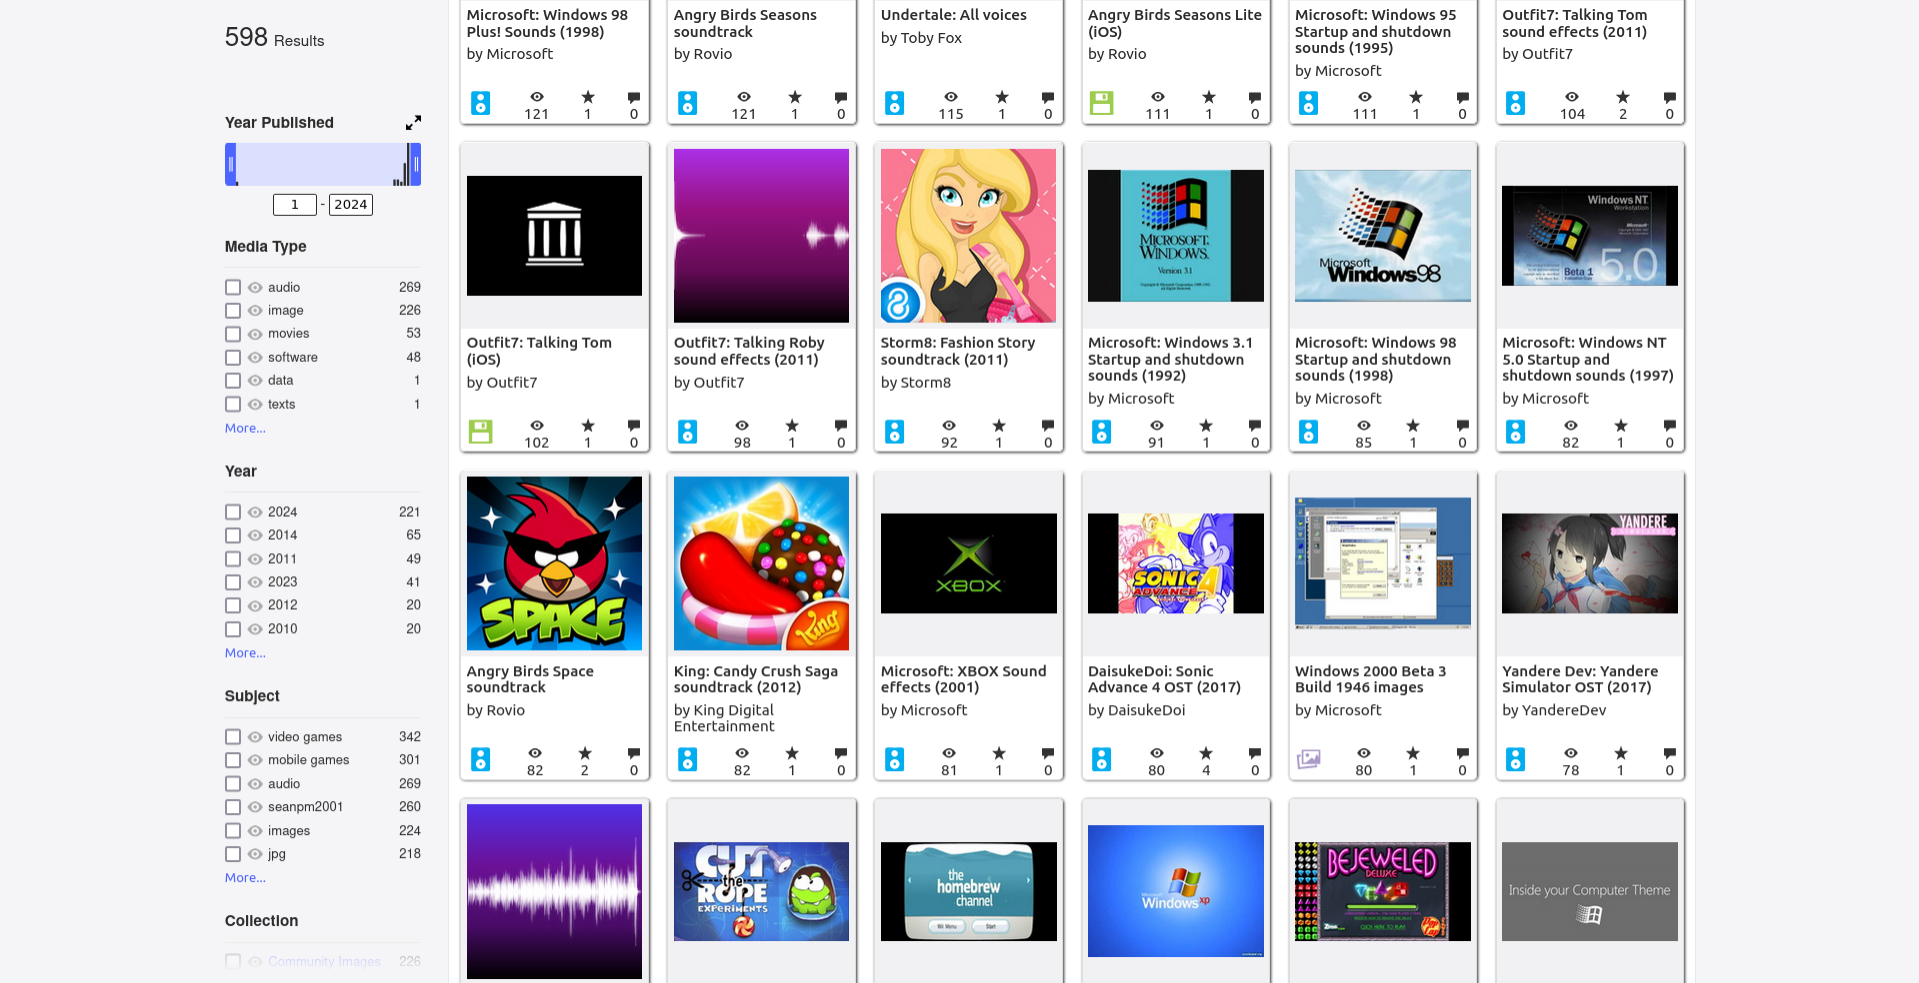 598 Results
Year Published
1 - 2024
Media Type
audio 269
image 226
movies 53
software 48
data 1
texts 1
More...
Year
2024 221
2014 65
2011 49
2023 41
2012 20
2010 20
More...
Subject
video games 342
mobile games 301
audio 269
seanpm2001 260
images 224
jpg 218
More...
Collection
Community Images 226
Microsoft: Windows 98
Plus! Sounds (1998)
by Microsoft
121 1 0
Angry Birds Seasons
soundtrack
by Rovio
121 1 0
Undertale: All voices
by Toby Fox
115 1 0
Angry Birds Seasons Lite
(iOS)
by Rovio
111 1 0
Microsoft: Windows 95
Startup and shutdown
sounds (1995)
by Microsoft
111 1 0
Outfit7: Talking Tom
sound effects (2011)
by Outfit7
104 2 0
Outfit7: Talking Tom
(iOS)
by Outfit7
102 1 0
Outfit7: Talking Roby
sound effects (2011)
by Outfit7
98 1 0
Storm8: Fashion Story
soundtrack (2011)
by Storm8
92 1 0
MICROSOFT.
WINDOWS.
Version 3.1
Microsoft: Windows 3.1
Startup and shutdown
sounds (1992)
by Microsoft
91 1 0
Microsoft
Windows98
Microsoft: Windows 98
Startup and shutdown
sounds (1998)
by Microsoft
85 1 0
Windows NT
Workstation
Microsoft
Beta 1
5.0
Microsoft: Windows NT
5.0 Startup and
shutdown sounds (1997)
by Microsoft
82 1 0
SPACE
Angry Birds Space
soundtrack
by Rovio
82 2 0
King
King: Candy Crush Saga
soundtrack (2012)
by King Digital
Entertainment
82 1 0
XBOX
Microsoft: XBOX Sound
effects (2001)
by Microsoft
81 1 0
SONIC
ADVANCE 4
DaisukeDoi: Sonic
Advance 4 OST (2017)
by DaisukeDoi
80 4 0
Windows 2000 Beta 3
Build 1946 images
by Microsoft
80 1 0
YANDERE
Yandere Dev: Yandere
Simulator OST (2017)
by YandereDev
78 1 0
CUT
the
ROPE
EXPERIMENTS
the
homebrew
channel
Wii Menu Start
Microsoft
Windows xp
BEJEWELED
DELUXE
CLICK HERE TO PLAY!
Pop
Cap
Inside your Computer Theme